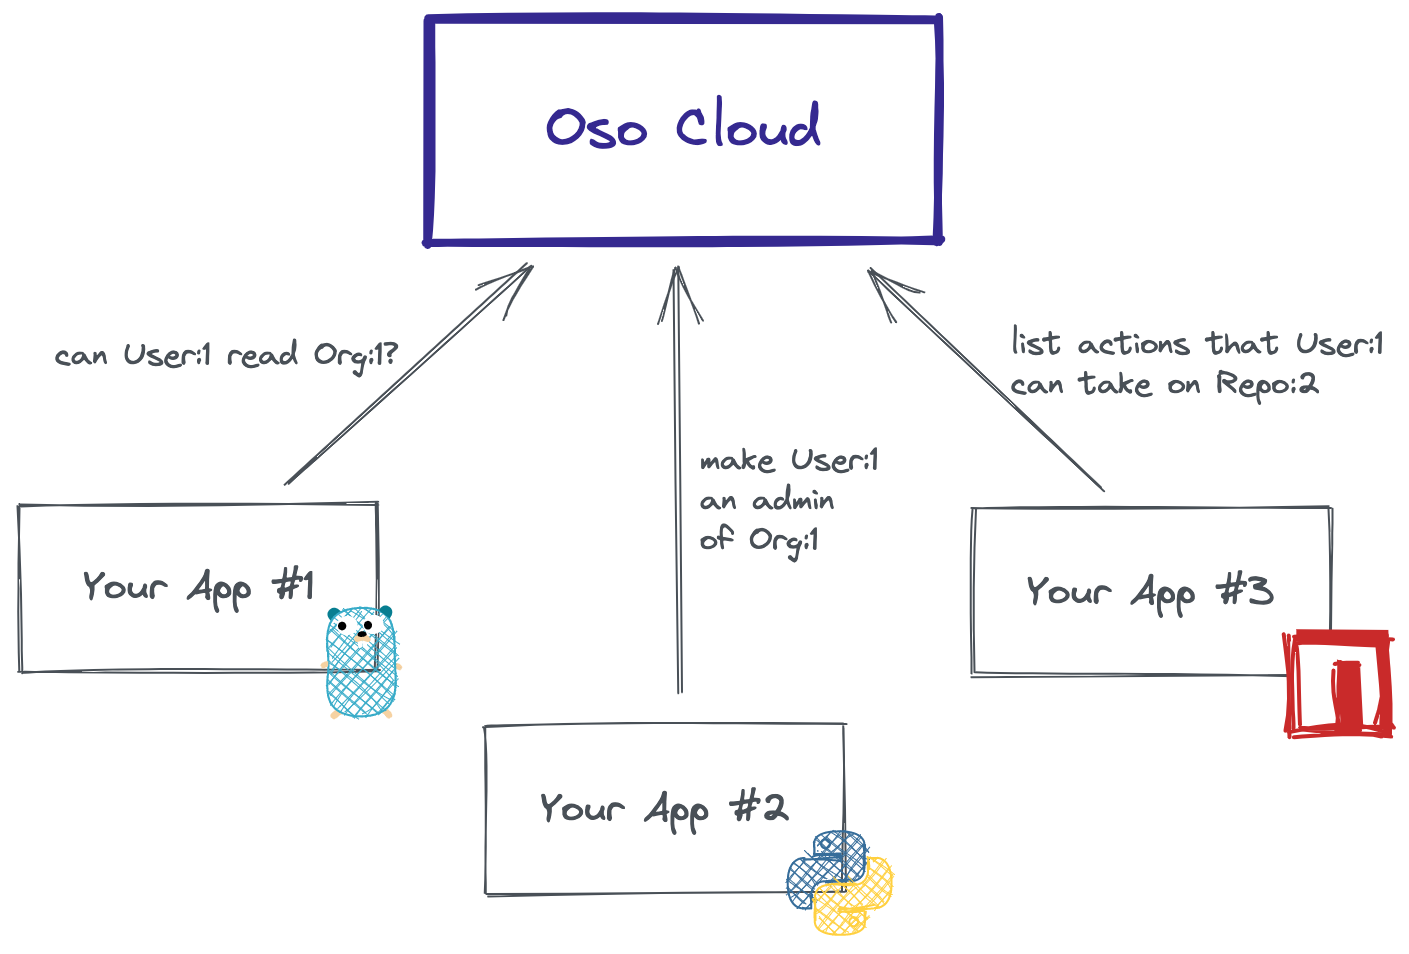 Oso Cloud
can User:1 read Org:1?
list actions that User:1
can take on Repo:2
make User:1
an admin
of Org:1
Your App #1
Your App #3
Your App #2